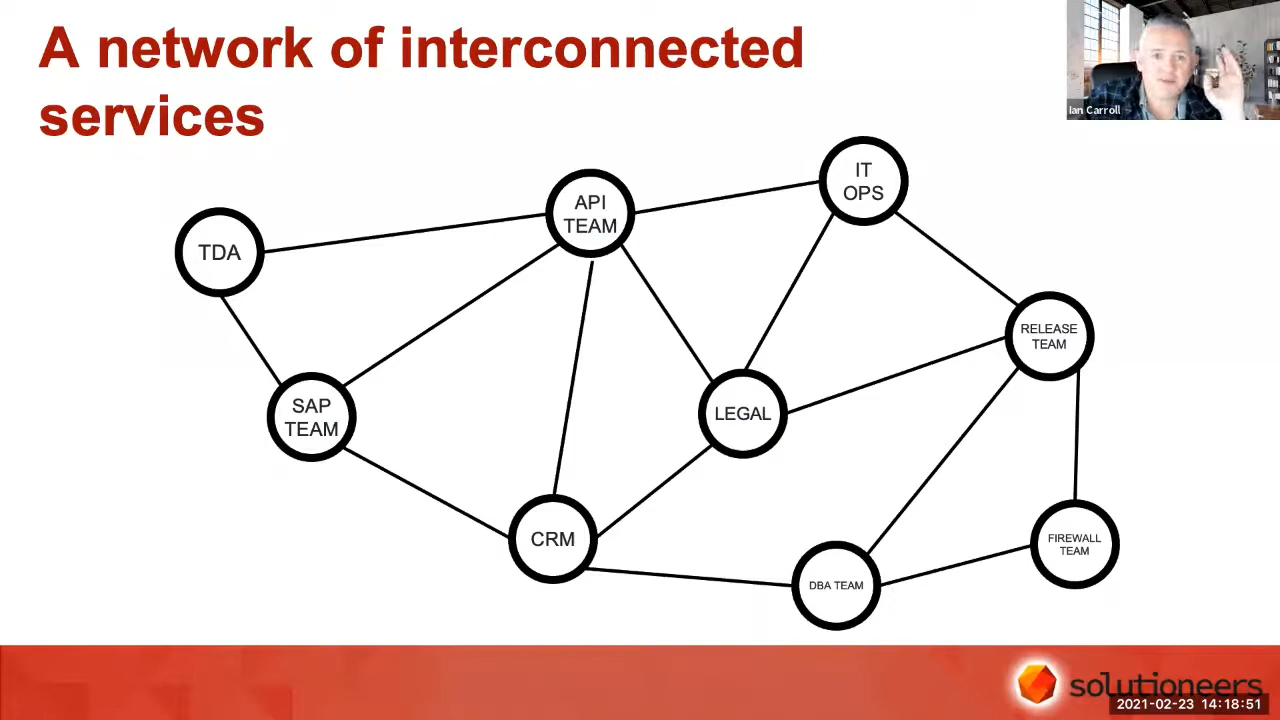 A network of interconnected
services
Ian Carroll
IT
OPS
API
TEAM
TDA
RELEASE
TEAM
SAP
TEAM
LEGAL
CRM
FIREWALL
TEAM
DBA TEAM
solutioneers
2021-02-23 14:18:51